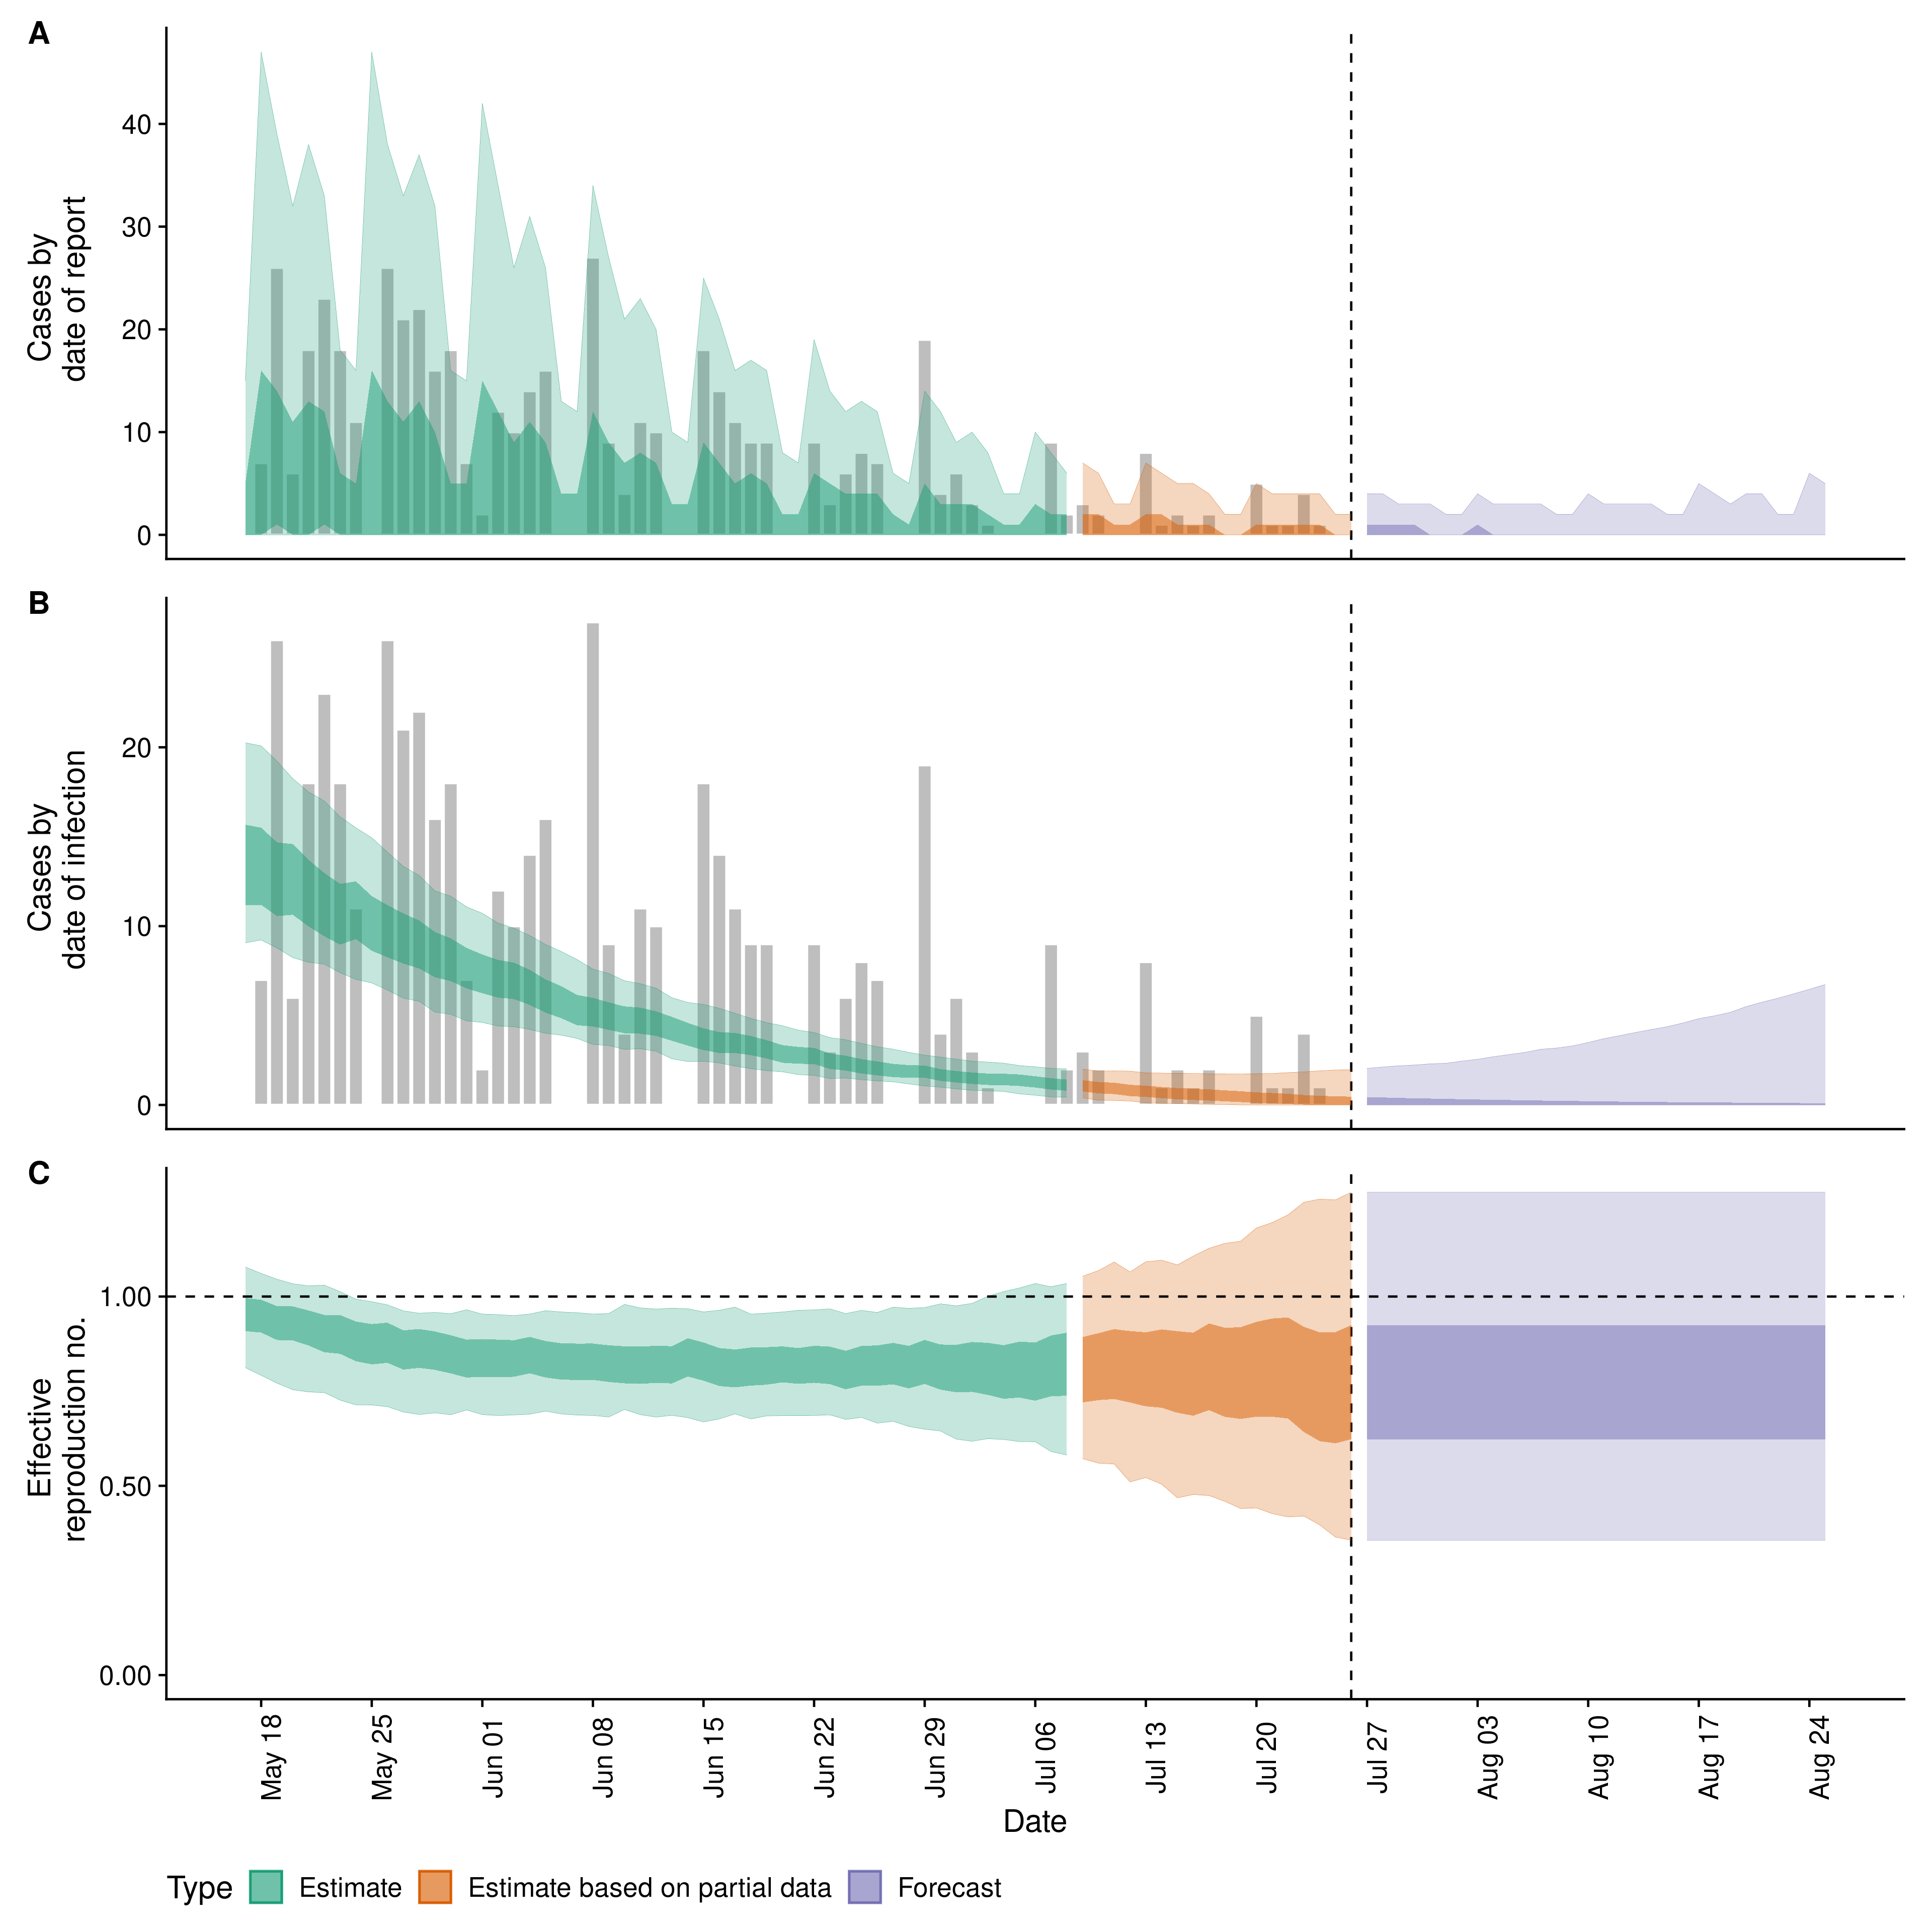 A
Cases by
date of report
40
30
20
10
0
B
Cases by
date of infection
20
10
0
C
Effective
reproduction no.
1.00
0.50
0.00
May 18
May 25
Jun 01
Jun 08
Jun 15
Jun 22
Jun 29
Jul 06
Jul 13
Jul 20
Jul 27
Aug 03
Aug 10
Aug 17
Aug 24
Date
Type Estimate Estimate based on partial data Forecast